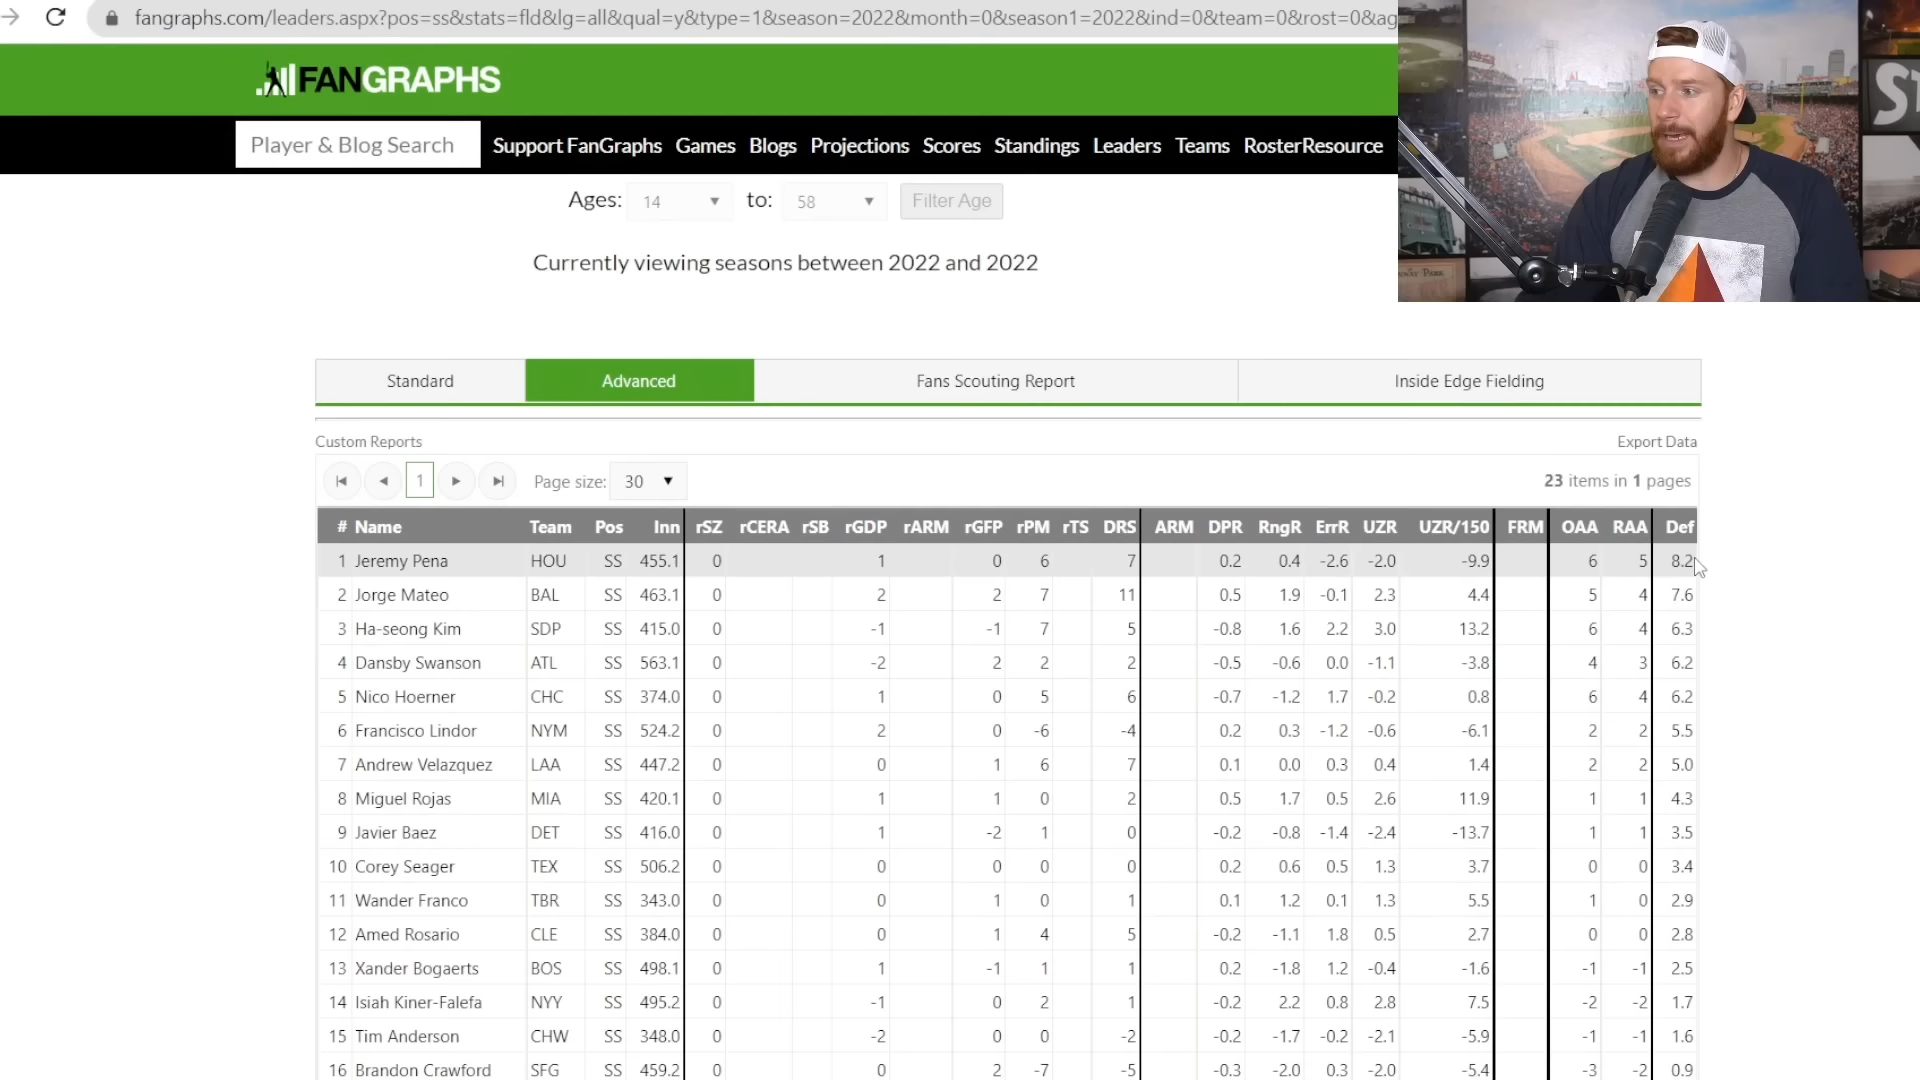 fangraphs.com/leaders.aspx?pos=ss&stats=fld&lg=all&qual=y&type=1&season=2022&month=0&season1=2022&ind=0&team=0&rost=0&ag
FANGRAPHS
Player & Blog Search Support FanGraphs Games Blogs Projections Scores Standings Leaders Teams RosterResource
Ages: 14 to: 58 Filter Age
Currently viewing seasons between 2022 and 2022
Standard Advanced Fans Scouting Report Inside Edge Fielding
Custom Reports Export Data
1 Page size: 30 23 items in 1 pages
# Name Team Pos Inn rSZ rCERA rSB rGDP rARM rGFP rPM rTS DRS ARM DPR RngR ErrR UZR UZR/150 FRM OAA RAA Def
1 Jeremy Pena HOU SS 455.1 0 1 0 6 7 0.2 0.4 -2.6 -2.0 -9.9 6 5 8.2
2 Jorge Mateo BAL SS 463.1 0 2 2 7 11 0.5 1.9 -0.1 2.3 4.4 5 4 7.6
3 Ha-seong Kim SDP SS 415.0 0 -1 -1 7 5 -0.8 1.6 2.2 3.0 13.2 6 4 6.3
4 Dansby Swanson ATL SS 563.1 0 -2 2 2 2 -0.5 -0.6 0.0 -1.1 -3.8 4 3 6.2
5 Nico Hoerner CHC SS 374.0 0 1 0 5 6 -0.7 -1.2 1.7 -0.2 0.8 6 4 6.2
6 Francisco Lindor NYM SS 524.2 0 2 0 -6 -4 0.2 0.3 -1.2 -0.6 -6.1 2 2 5.5
7 Andrew Velazquez LAA SS 447.2 0 0 1 6 7 0.1 0.0 0.3 0.4 1.4 2 2 5.0
8 Miguel Rojas MIA SS 420.1 0 1 1 0 2 0.5 1.7 0.5 2.6 11.9 1 1 4.3
9 Javier Baez DET SS 416.0 0 1 -2 1 0 -0.2 -0.8 -1.4 -2.4 -13.7 1 1 3.5
10 Corey Seager TEX SS 506.2 0 0 0 0 0 0.2 0.6 0.5 1.3 3.7 0 0 3.4
11 Wander Franco TBR SS 343.0 0 0 1 0 1 0.1 1.2 0.1 1.3 5.5 1 0 2.9
12 Amed Rosario CLE SS 384.0 0 0 1 4 5 -0.2 -1.1 1.8 0.5 2.7 0 0 2.8
13 Xander Bogaerts BOS SS 498.1 0 1 -1 1 1 0.2 -1.8 1.2 -0.4 -1.6 -1 -1 2.5
14 Isiah Kiner-Falefa NYY SS 495.2 0 -1 0 2 1 -0.2 2.2 0.8 2.8 7.5 -2 -2 1.7
15 Tim Anderson CHW SS 348.0 0 -2 0 0 -2 -0.2 -1.7 -0.2 -2.1 -5.9 -1 -1 1.6
16 Brandon Crawford SFG SS 459.2 0 0 2 -7 -5 -0.3 -2.0 0.3 -2.0 -5.4 -3 -2 0.9